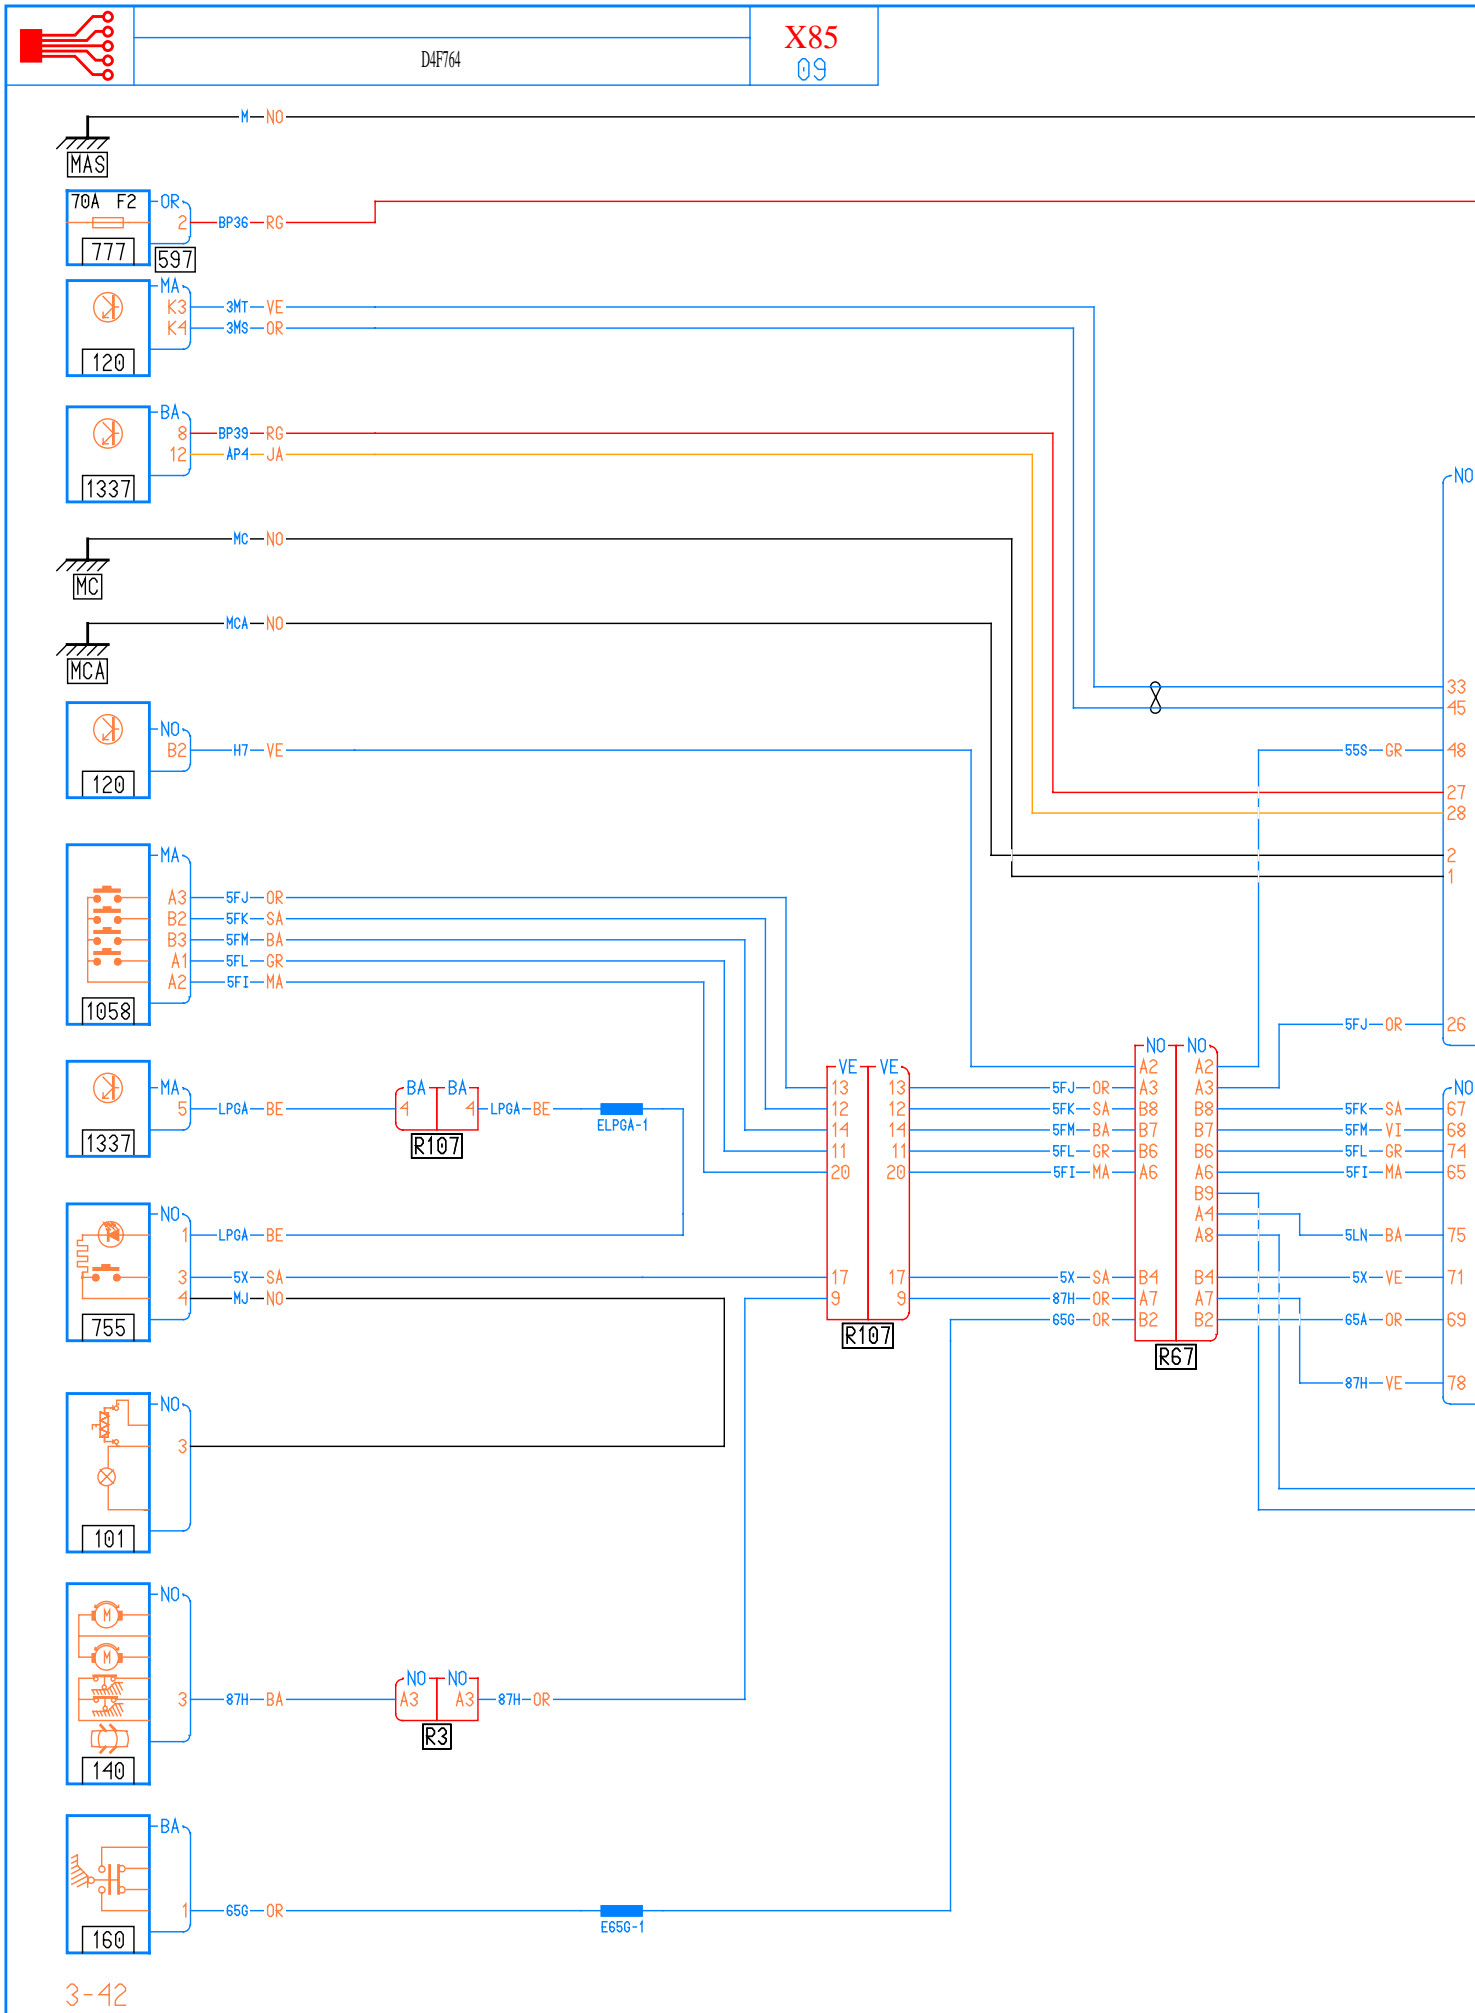 X85
D4F764
09
M NO
MAS
70A F2 OR
2 BP36 RG
777 597
MA
K3 3MT VE
K4 3MS OR
120
BA
8 BP39 RG
12 AP4 JA
1337
NO
MC NO
MC
MCA NO
MCA
33
45
NO
B2 H7 VE
55S GR 48
120
27
28
MA
2
1
A3 5FJ OR
B2 5FK SA
B3 5FM BA
A1 5FL GR
A2 5FI MA
1058
5FJ OR 26
NO NO
VE VE A2 A2
MA BA BA 13 13 5FJ OR A3 A3 NO
5 LPGA BE 4 4 LPGA BE 12 12 5FK SA B8 B8 5FK SA 67
ELPGA-1 14 14 5FM BA B7 B7 5FM VI 68
1337 R107 11 11 5FL GR B6 B6 5FL GR 74
20 20 5FI MA A6 A6 5FI MA 65
B9
NO A4
1 LPGA BE A8 5LN BA 75
3 5X SA 17 17 5X SA B4 B4 5X VE 71
4 MJ NO 9 9 87H OR A7 A7
65G OR B2 B2 65A OR 69
755 R107 R67
87H VE 78
NO
3
101
NO
NO NO
M
M
3 87H BA A3 A3 87H OR
R3
140
BA
1 65G OR
E65G-1
160
3-42